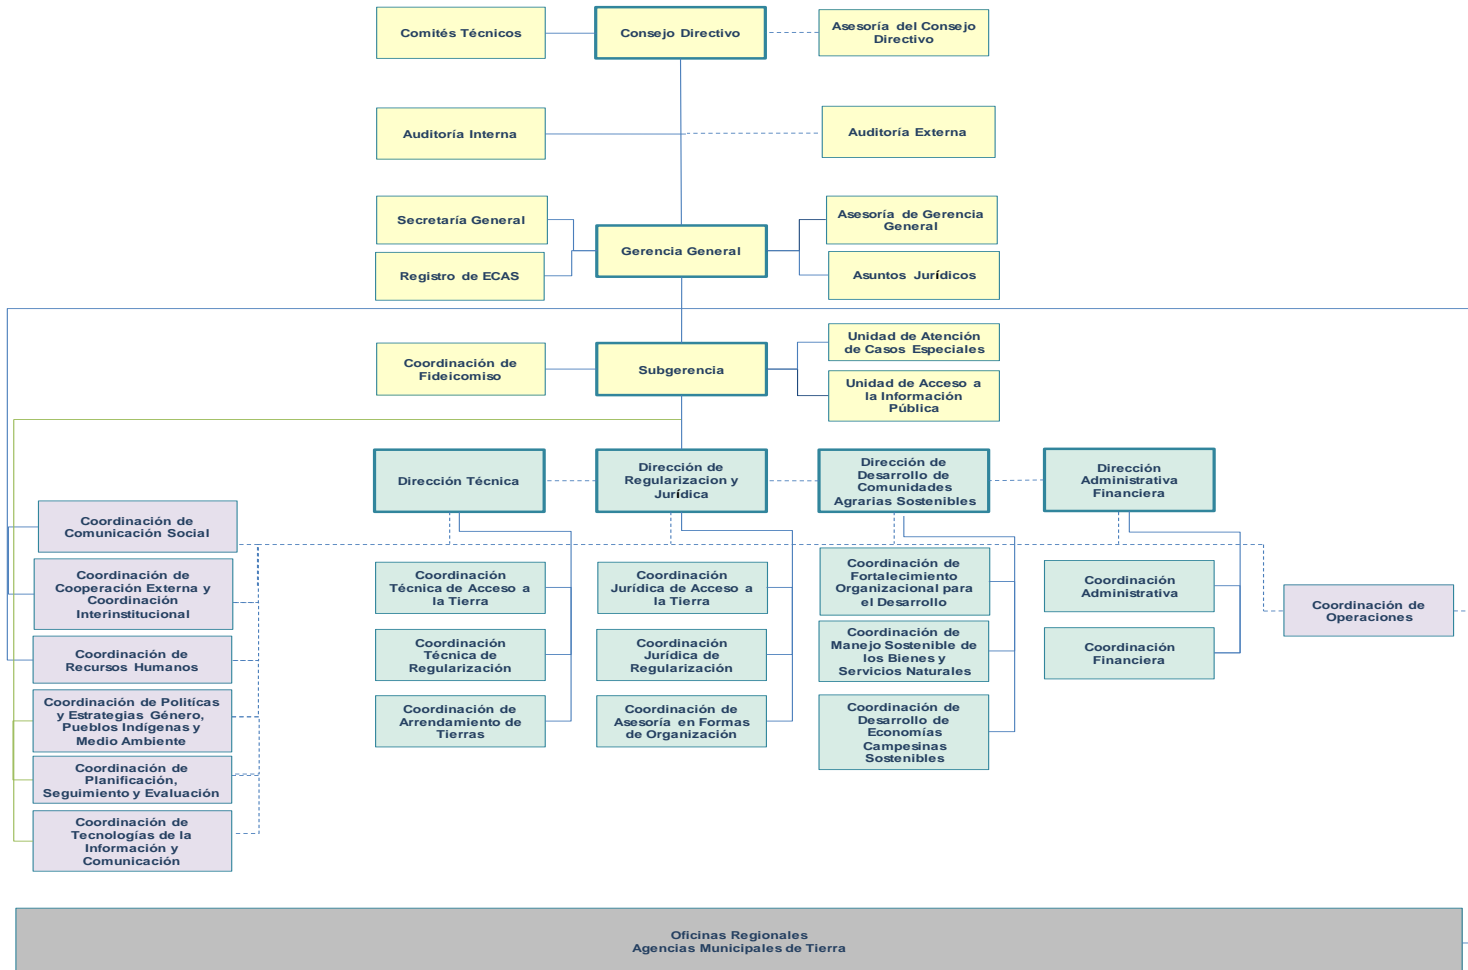 Comités Técnicos
Consejo Directivo
Asesoría del Consejo
Directivo
Auditoría Interna
Auditoría Externa
Secretaría General
Asesoría de Gerencia
General
Gerencia General
Registro de ECAS
Asuntos Jurídicos
Unidad de Atención
de Casos Especiales
Coordinación de
Fideicomiso
Subgerencia
Unidad de Acceso a
la Información
Pública
Dirección Técnica
Dirección de
Regularizacion y
Jurídica
Dirección de
Desarrollo de
Comunidades
Agrarias Sostenibles
Dirección
Administrativa
Financiera
Coordinación de
Comunicación Social
Coordinación de
Cooperación Externa y
Coordinación
Interinstitucional
Coordinación de
Recursos Humanos
Coordinación de Políticas
y Estrategias Género,
Pueblos Indígenas y
Medio Ambiente
Coordinación de
Planificación,
Seguimiento y Evaluación
Coordinación de
Tecnologías de la
Información y
Comunicación
Coordinación
Técnica de Acceso a
la Tierra
Coordinación
Técnica de
Regularización
Coordinación de
Arrendamiento de
Tierras
Coordinación
Jurídica de Acceso a
la Tierra
Coordinación
Jurídica de
Regularización
Coordinación de
Asesoría en Formas
de Organización
Coordinación de
Fortalecimiento
Organizacional para
el Desarrollo
Coordinación de
Manejo Sostenible de
los Bienes y
Servicios Naturales
Coordinación de
Desarrollo de
Economías
Campesinas
Sostenibles
Coordinación
Administrativa
Coordinación
Financiera
Coordinación de
Operaciones
Oficinas Regionales
Agencias Municipales de Tierra